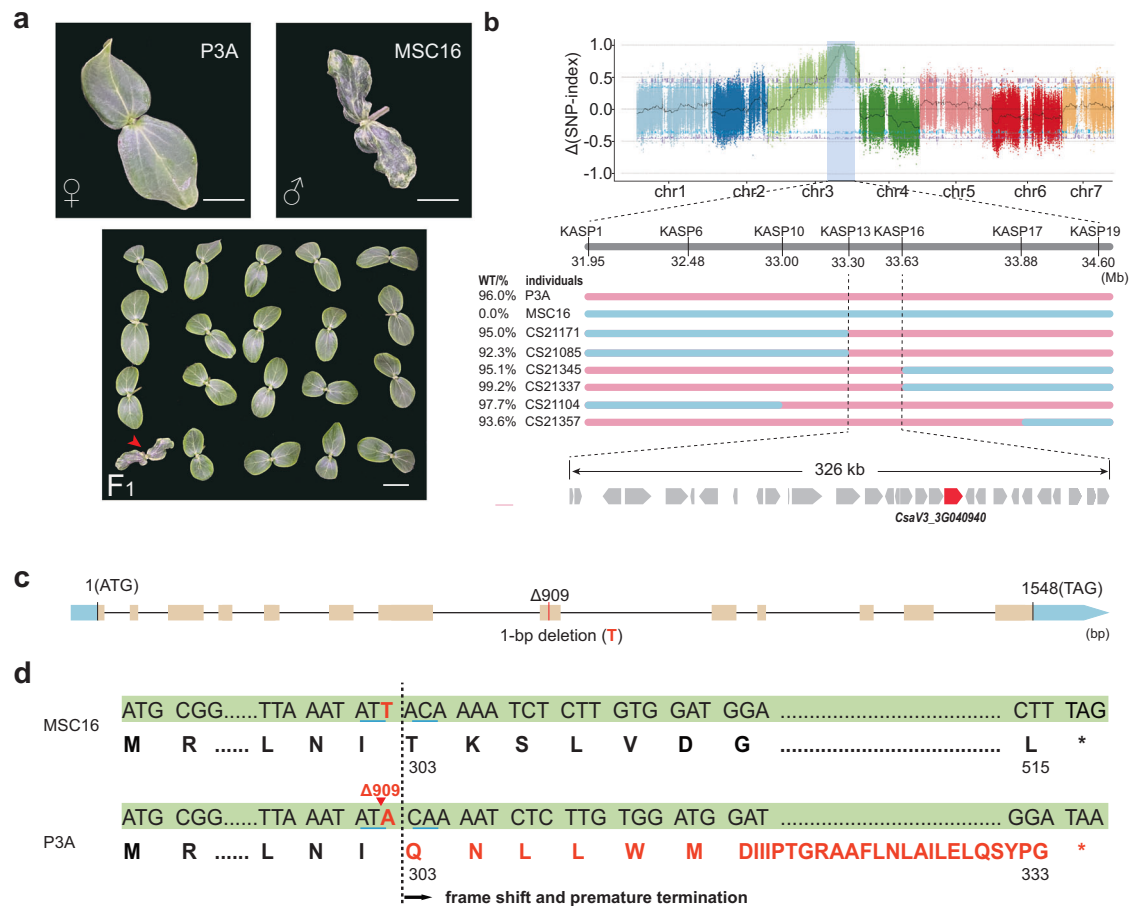 a
P3A
♀
MSC16
♂
F1
b
Δ(SNP-index)
1.0
0.5
0.0
-0.5
-1.0
chr1 chr2 chr3 chr4 chr5 chr6 chr7
KASP1 KASP6 KASP10 KASP13 KASP16 KASP17 KASP19
31.95 32.48 33.00 33.30 33.63 33.88 34.60
(Mb)
WT/% individuals
96.0% P3A
0.0% MSC16
95.0% CS21171
92.3% CS21085
95.1% CS21345
99.2% CS21337
97.7% CS21104
93.6% CS21357
326 kb
CsaV3_3G040940
c
1(ATG) Δ909 1548(TAG)
1-bp deletion (T) (bp)
d
MSC16
ATG CGG......TTA AAT ATT ACA AAA TCT CTT GTG GAT GGA ........................................ CTT TAG
M R ...... L N I T K S L V D G ........................................ L *
303 515
Δ909
P3A
ATG CGG......TTA AAT ATA CAA AAT CTC TTG TGG ATG GAT ........................................ GGA TAA
M R ...... L N I Q N L L W M DIIIPTGRAAFLNLAILELQSYPG *
303 333
frame shift and premature termination